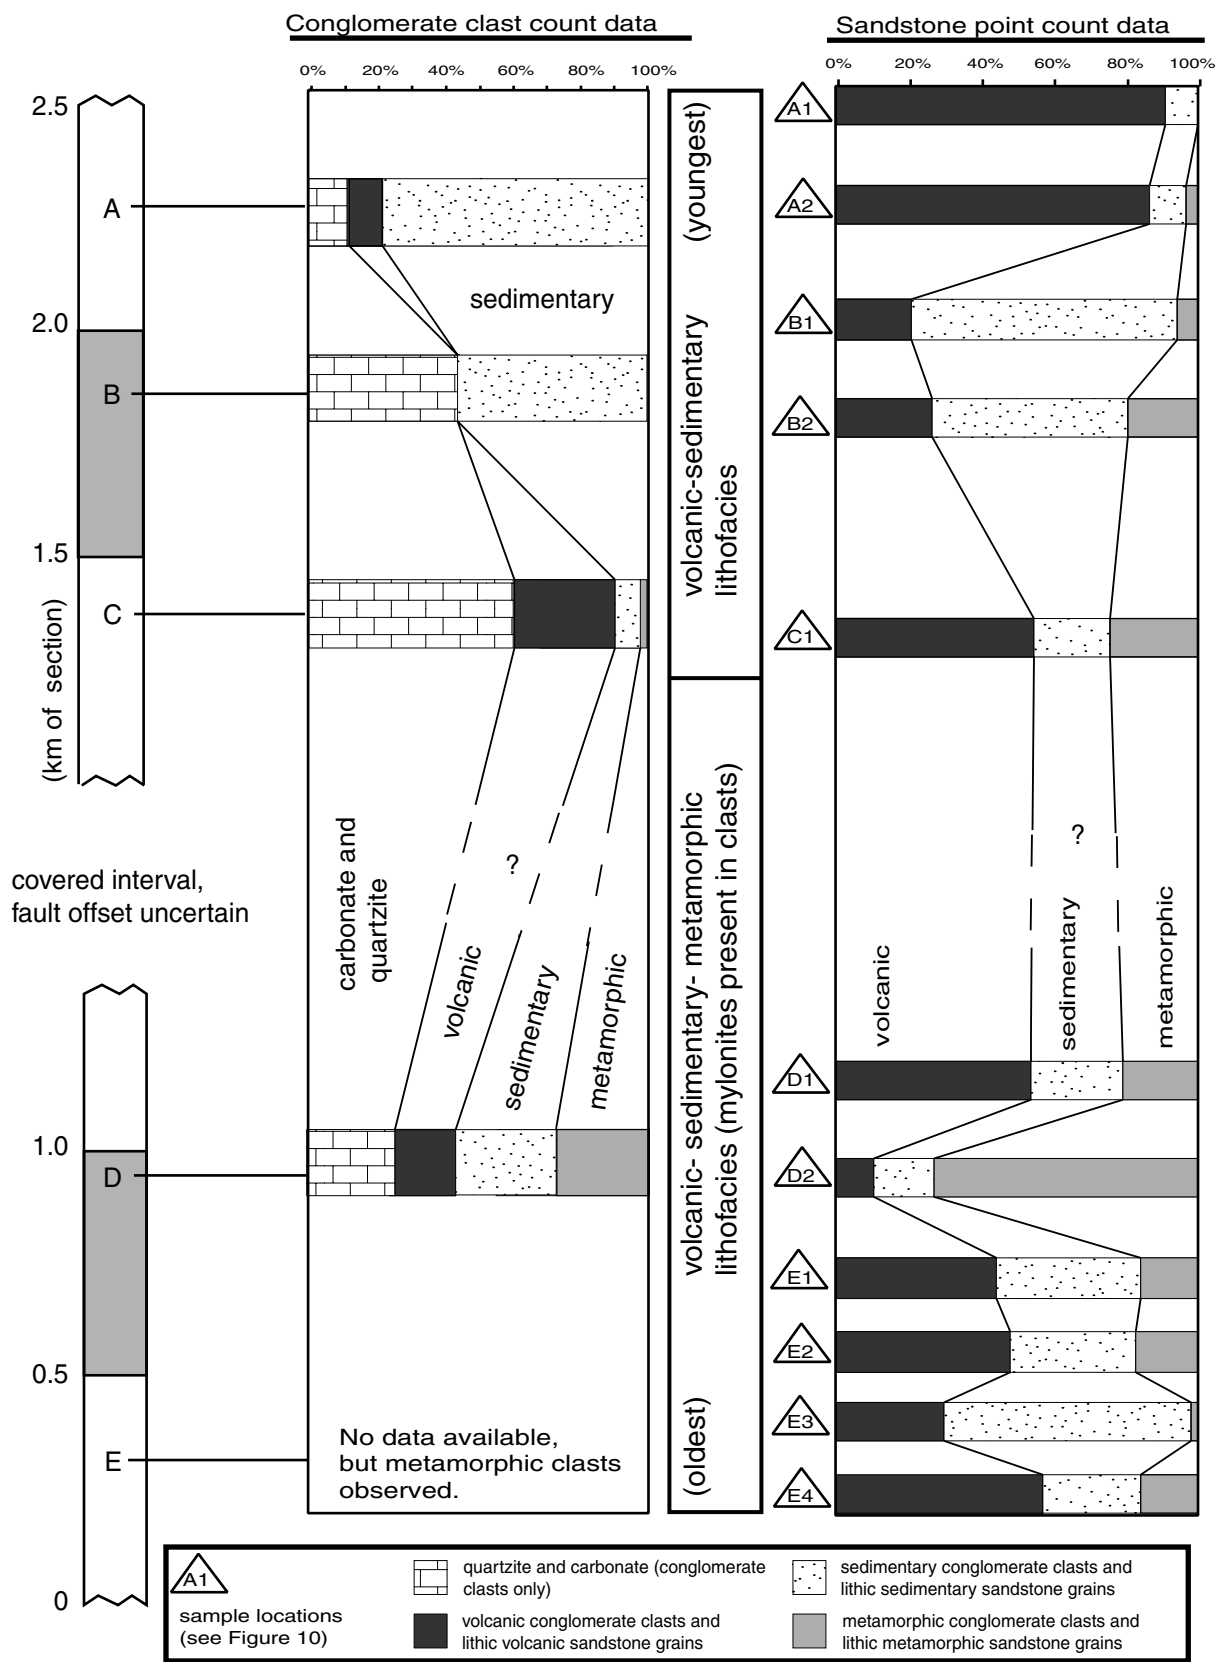 Conglomerate clast count data
Sandstone point count data
0% 20% 40% 60% 80% 100%
0% 20% 40% 60% 80% 100%
2.5
2.0
1.5
(km of section)
A
B
C
covered interval,
fault offset uncertain
1.0
0.5
0
D
E
sedimentary
carbonate and
quartzite
volcanic
?
sedimentary
metamorphic
No data available,
but metamorphic clasts
observed.
(youngest)
volcanic-sedimentary
lithofacies
volcanic- sedimentary- metamorphic
lithofacies (mylonites present in clasts)
(oldest)
A1
A2
B1
B2
C1
?
volcanic
sedimentary
metamorphic
D1
D2
E1
E2
E3
E4
A1
sample locations
(see Figure 10)
quartzite and carbonate (conglomerate
clasts only)
volcanic conglomerate clasts and
lithic volcanic sandstone grains
sedimentary conglomerate clasts and
lithic sedimentary sandstone grains
metamorphic conglomerate clasts and
lithic metamorphic sandstone grains